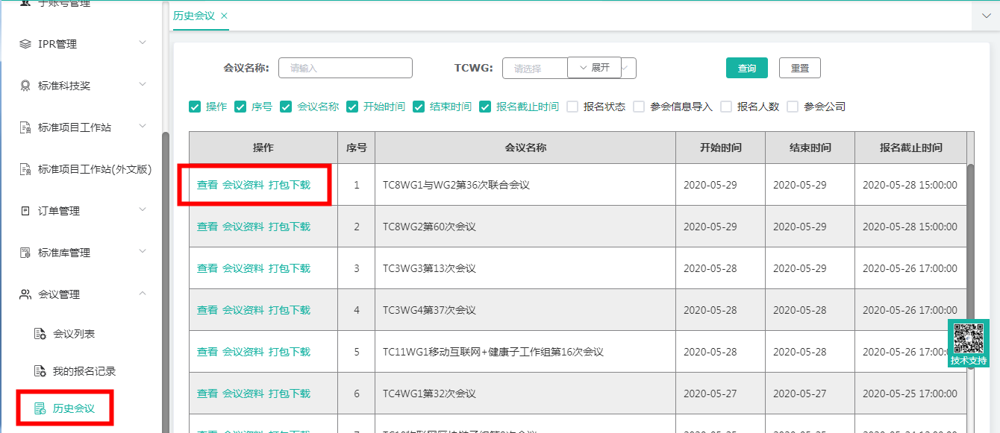 子账号管理
IPR管理
标准科技奖
标准项目工作站
标准项目工作站(外文版)
订单管理
标准库管理
会议管理
会议列表
我的报名记录
历史会议
历史会议 ×
会议名称: 请输入 TCWG: 请选择 展开 查询 重置
操作 序号 会议名称 开始时间 结束时间 报名截止时间 报名状态 参会信息导入 报名人数 参会公司
操作 序号 会议名称 开始时间 结束时间 报名截止时间
查看 会议资料 打包下载 1 TC8WG1与WG2第36次联合会议 2020-05-29 2020-05-29 2020-05-28 15:00:00
查看 会议资料 打包下载 2 TC8WG2第60次会议 2020-05-29 2020-05-29 2020-05-28 15:00:00
查看 会议资料 打包下载 3 TC3WG3第13次会议 2020-05-28 2020-05-29 2020-05-26 17:00:00
查看 会议资料 打包下载 4 TC3WG4第37次会议 2020-05-28 2020-05-28 2020-05-26 17:00:00
查看 会议资料 打包下载 5 TC11WG1移动互联网+健康子工作组第16次会议 2020-05-28 2020-05-28 2020-05-26 17:00:
查看 会议资料 打包下载 6 TC4WG1第32次会议 2020-05-27 2020-05-27 2020-05-25 17:00:00
技术支持